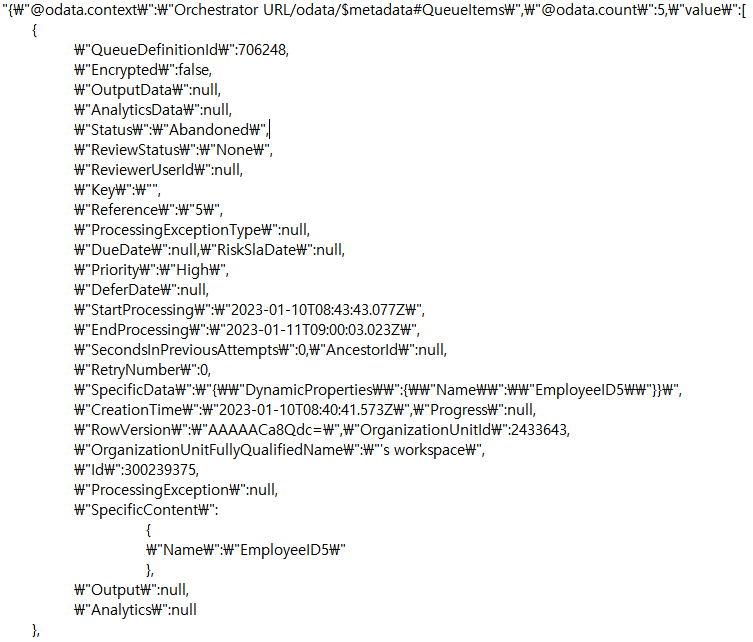 "{₩"@odata.context₩":₩"Orchestrator URL/odata/$metadata#QueueItems₩",₩"@odata.count₩":5,₩"value₩":[
{
₩"QueueDefinitionId₩":706248,
₩"Encrypted₩":false,
₩"OutputData₩":null,
₩"AnalyticsData₩":null,
₩"Status₩":₩"Abandoned₩",
₩"ReviewStatus₩":₩"None₩",
₩"ReviewerUserId₩":null,
₩"Key₩":₩"",
₩"Reference₩":₩"5₩",
₩"ProcessingExceptionType₩":null,
₩"DueDate₩":null,₩"RiskSlaDate₩":null,
₩"Priority₩":₩"High₩",
₩"DeferDate₩":null,
₩"StartProcessing₩":₩"2023-01-10T08:43:43.077Z₩",
₩"EndProcessing₩":₩"2023-01-11T09:00:03.023Z₩",
₩"SecondsInPreviousAttempts₩":0,₩"AncestorId₩":null,
₩"RetryNumber₩":0,
₩"SpecificData₩":₩"{₩₩"DynamicProperties₩₩":{₩₩"Name₩₩":₩₩"EmployeeID5₩₩"}}₩",
₩"CreationTime₩":₩"2023-01-10T08:40:41.573Z₩",₩"Progress₩":null,
₩"RowVersion₩":₩"AAAAACa8Qdc=₩",₩"OrganizationUnitId₩":2433643,
₩"OrganizationUnitFullyQualifiedName₩":₩"'s workspace₩",
₩"Id₩":300239375,
₩"ProcessingException₩":null,
₩"SpecificContent₩":
{
₩"Name₩":₩"EmployeeID5₩"
},
₩"Output₩":null,
₩"Analytics₩":null
},